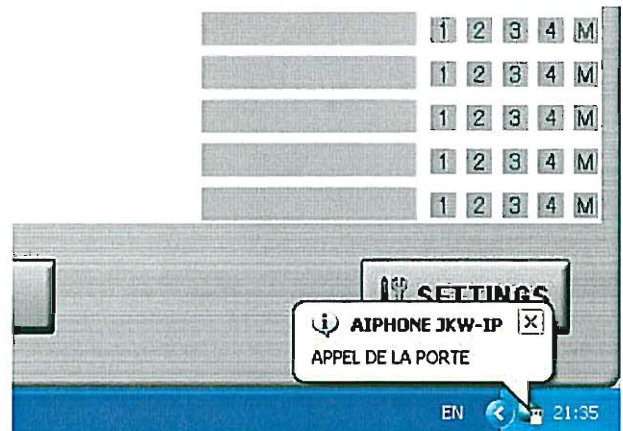 1 2 3 4 M
1 2 3 4 M
1 2 3 4 M
1 2 3 4 M
1 2 3 4 M
SETTINGS
AIPHONE JKW-IP
APPEL DE LA PORTE
EN 21:35